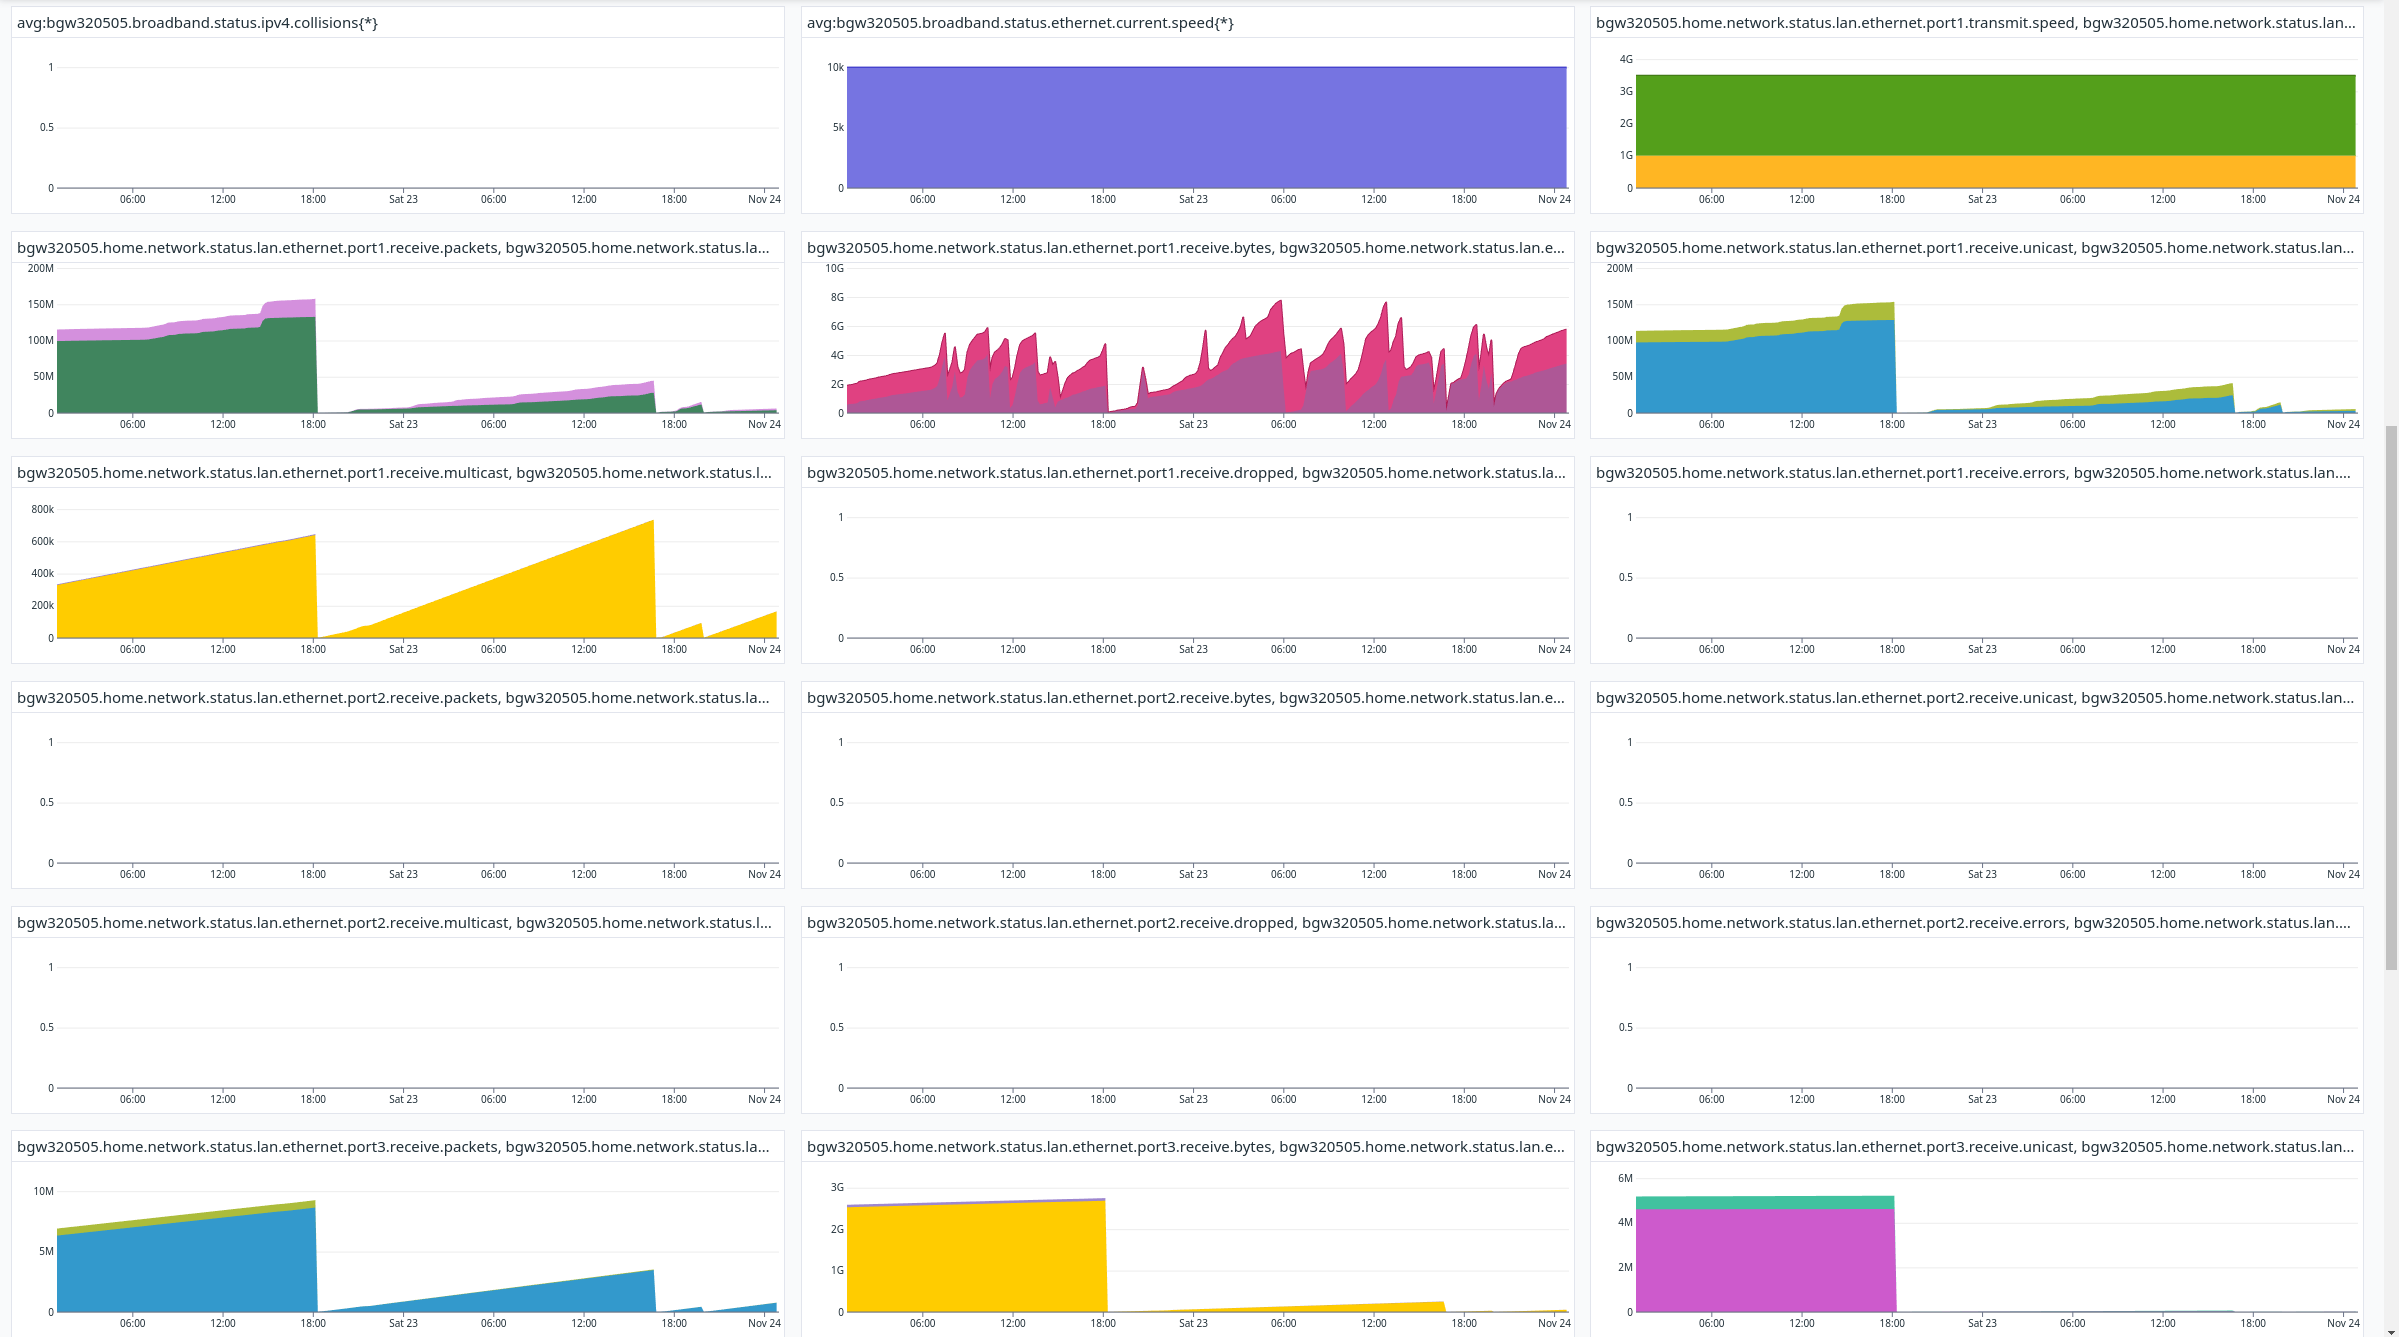 avg:bgw320505.broadband.status.ipv4.collisions{*}
1
0.5
0
06:00 12:00 18:00 Sat 23 06:00 12:00 18:00 Nov 24
avg:bgw320505.broadband.status.ethernet.current.speed{*}
10k
5k
0
06:00 12:00 18:00 Sat 23 06:00 12:00 18:00 Nov 24
bgw320505.home.network.status.lan.ethernet.port1.transmit.speed, bgw320505.home.network.status.lan...
4G
3G
2G
1G
0
06:00 12:00 18:00 Sat 23 06:00 12:00 18:00 Nov 24
bgw320505.home.network.status.lan.ethernet.port1.receive.packets, bgw320505.home.network.status.la...
200M
150M
100M
50M
0
06:00 12:00 18:00 Sat 23 06:00 12:00 18:00 Nov 24
bgw320505.home.network.status.lan.ethernet.port1.receive.bytes, bgw320505.home.network.status.lan.e...
10G
8G
6G
4G
2G
0
06:00 12:00 18:00 Sat 23 06:00 12:00 18:00 Nov 24
bgw320505.home.network.status.lan.ethernet.port1.receive.unicast, bgw320505.home.network.status.lan...
200M
150M
100M
50M
0
06:00 12:00 18:00 Sat 23 06:00 12:00 18:00 Nov 24
bgw320505.home.network.status.lan.ethernet.port1.receive.multicast, bgw320505.home.network.status.l...
800k
600k
400k
200k
0
06:00 12:00 18:00 Sat 23 06:00 12:00 18:00 Nov 24
bgw320505.home.network.status.lan.ethernet.port1.receive.dropped, bgw320505.home.network.status.la...
1
0.5
0
06:00 12:00 18:00 Sat 23 06:00 12:00 18:00 Nov 24
bgw320505.home.network.status.lan.ethernet.port1.receive.errors, bgw320505.home.network.status.lan....
1
0.5
0
06:00 12:00 18:00 Sat 23 06:00 12:00 18:00 Nov 24
bgw320505.home.network.status.lan.ethernet.port2.receive.packets, bgw320505.home.network.status.la...
1
0.5
0
06:00 12:00 18:00 Sat 23 06:00 12:00 18:00 Nov 24
bgw320505.home.network.status.lan.ethernet.port2.receive.bytes, bgw320505.home.network.status.lan.e...
1
0.5
0
06:00 12:00 18:00 Sat 23 06:00 12:00 18:00 Nov 24
bgw320505.home.network.status.lan.ethernet.port2.receive.unicast, bgw320505.home.network.status.lan...
1
0.5
0
06:00 12:00 18:00 Sat 23 06:00 12:00 18:00 Nov 24
bgw320505.home.network.status.lan.ethernet.port2.receive.multicast, bgw320505.home.network.status.l...
1
0.5
0
06:00 12:00 18:00 Sat 23 06:00 12:00 18:00 Nov 24
bgw320505.home.network.status.lan.ethernet.port2.receive.dropped, bgw320505.home.network.status.la...
1
0.5
0
06:00 12:00 18:00 Sat 23 06:00 12:00 18:00 Nov 24
bgw320505.home.network.status.lan.ethernet.port2.receive.errors, bgw320505.home.network.status.lan....
1
0.5
0
06:00 12:00 18:00 Sat 23 06:00 12:00 18:00 Nov 24
bgw320505.home.network.status.lan.ethernet.port3.receive.packets, bgw320505.home.network.status.la...
10M
5M
0
06:00 12:00 18:00 Sat 23 06:00 12:00 18:00 Nov 24
bgw320505.home.network.status.lan.ethernet.port3.receive.bytes, bgw320505.home.network.status.lan.e...
3G
2G
1G
0
06:00 12:00 18:00 Sat 23 06:00 12:00 18:00 Nov 24
bgw320505.home.network.status.lan.ethernet.port3.receive.unicast, bgw320505.home.network.status.lan...
6M
4M
2M
0
06:00 12:00 18:00 Sat 23 06:00 12:00 18:00 Nov 24